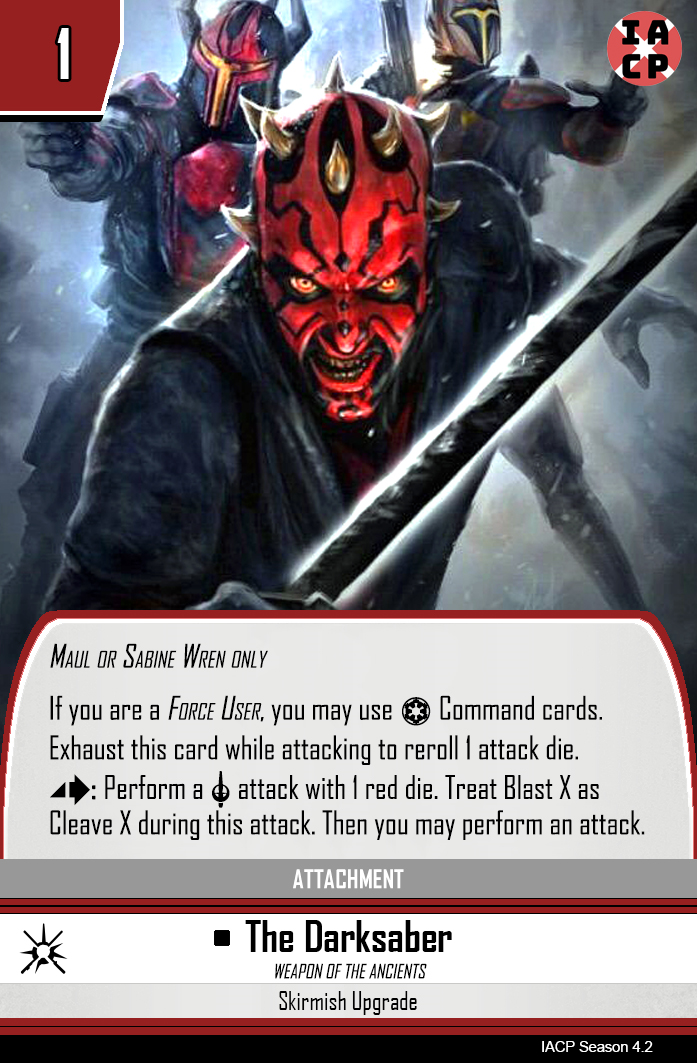 1
IA
CP
MAUL OR SABINE WREN ONLY
If you are a FORCE USER, you may use Command cards.
Exhaust this card while attacking to reroll 1 attack die.
: Perform a attack with 1 red die. Treat Blast X as
Cleave X during this attack. Then you may perform an attack.
ATTACHMENT
The Darksaber
WEAPON OF THE ANCIENTS
Skirmish Upgrade
IACP Season 4.2